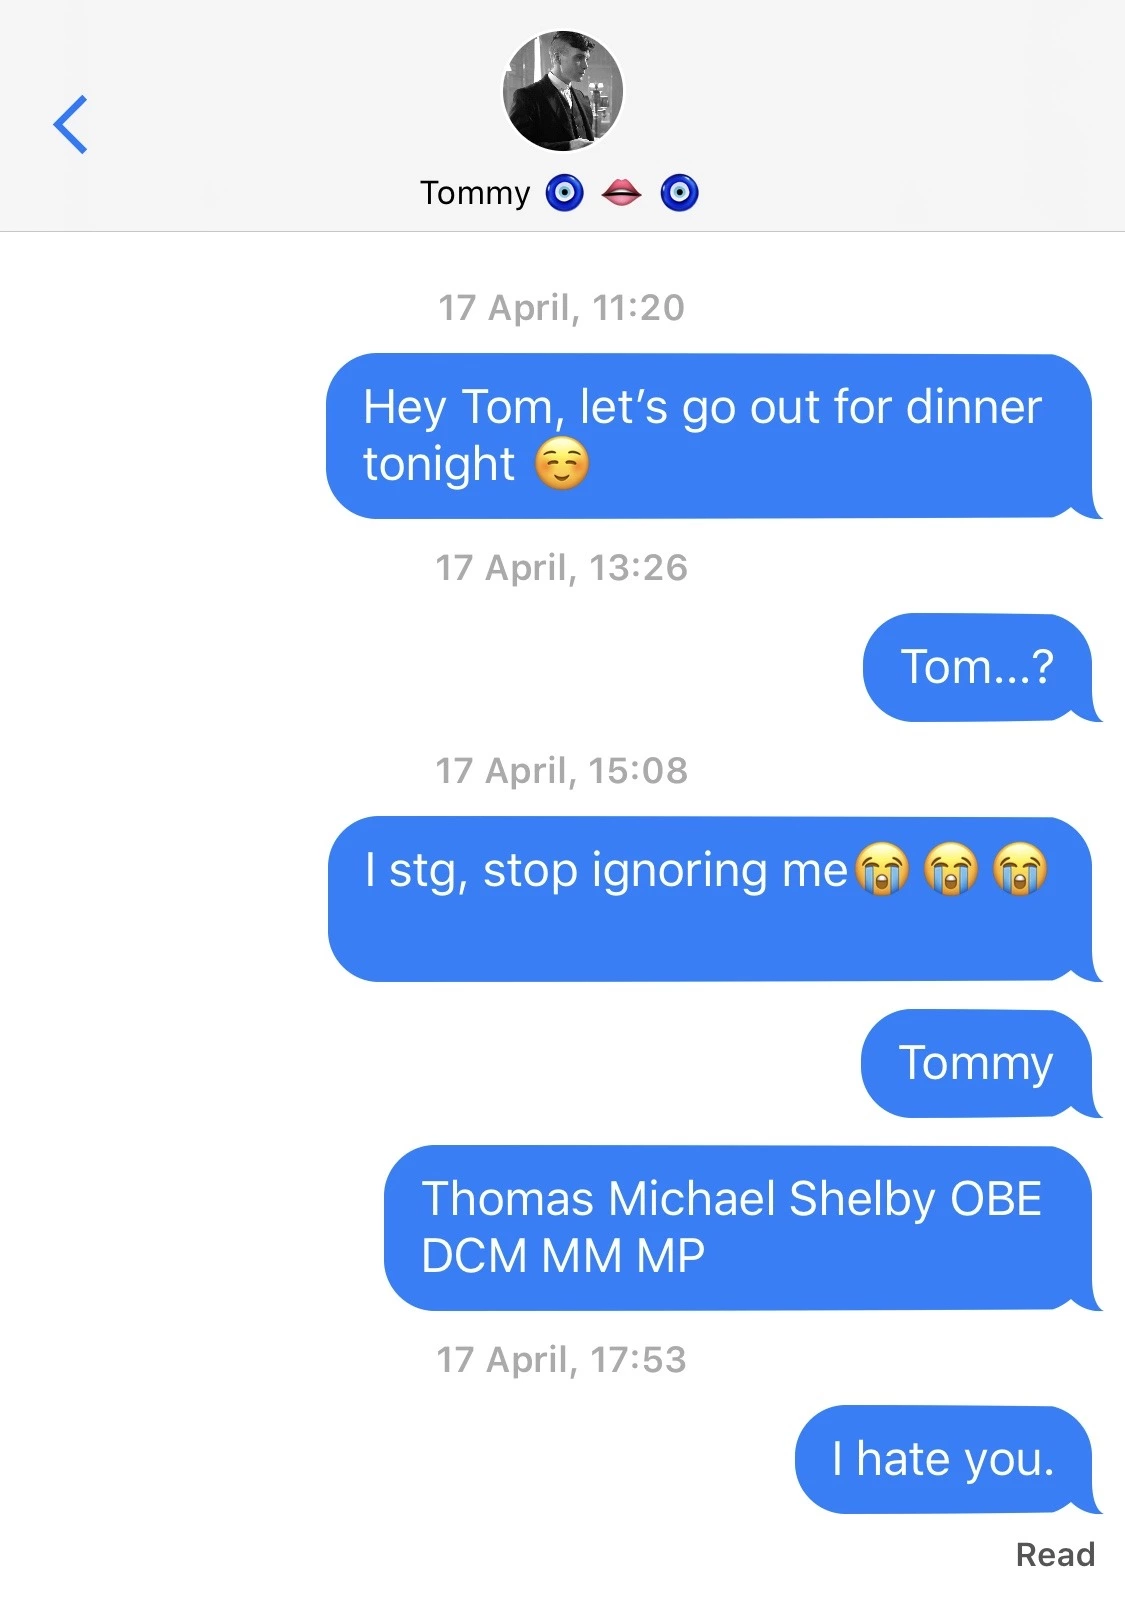 Tommy 🧿 🫦 🧿
17 April, 11:20
Hey Tom, let’s go out for dinner
tonight ☺️
17 April, 13:26
Tom...?
17 April, 15:08
I stg, stop ignoring me😭😭😭
Tommy
Thomas Michael Shelby OBE
DCM MM MP
17 April, 17:53
I hate you.
Read